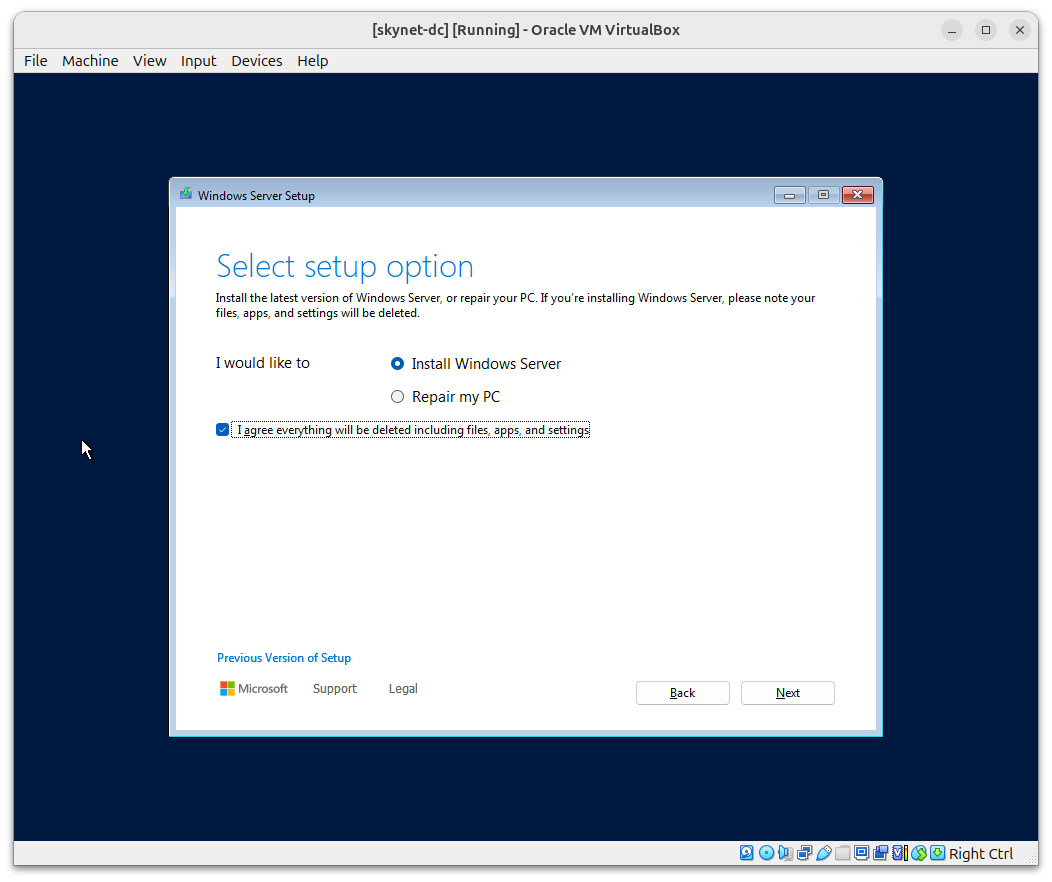 [skynet-dc] [Running] - Oracle VM VirtualBox
File Machine View Input Devices Help
Windows Server Setup
Select setup option
Install the latest version of Windows Server, or repair your PC. If you're installing Windows Server, please note your
files, apps, and settings will be deleted.
I would like to
Install Windows Server
Repair my PC
I agree everything will be deleted including files, apps, and settings
Previous Version of Setup
Microsoft Support Legal
Back Next
Right Ctrl